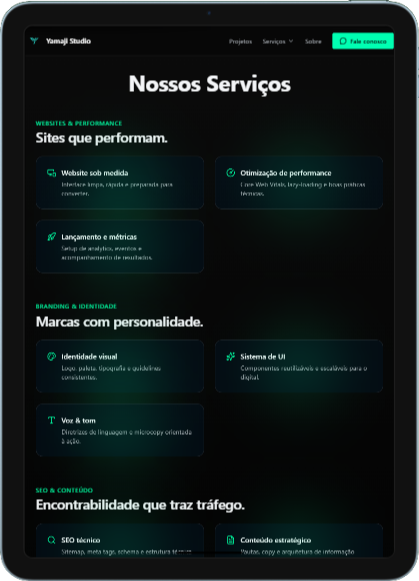 Yamaji Studio
Projetos
Serviços
Sobre
Fale conosco
Nossos Serviços
WEBSITES & PERFORMANCE
Sites que performam.
Website sob medida
Interface limpa, rápida e preparada para
converter.
Otimização de performance
Core Web Vitals, lazy-loading e boas práticas
técnicas.
Lançamento e métricas
Setup de analytics, eventos e
acompanhamento de resultados.
BRANDING & IDENTIDADE
Marcas com personalidade.
Identidade visual
Logo, paleta, tipografia e guidelines
consistentes.
Sistema de UI
Componentes reutilizáveis e escaláveis para o
digital.
Voz & tom
Diretrizes de linguagem e microcopy orientada
à ação.
SEO & CONTEÚDO
Encontrabilidade que traz tráfego.
SEO técnico
Sitemap, meta tags, schema e estrutura
Conteúdo estratégico
Pautas, copy e arquitetura de informação